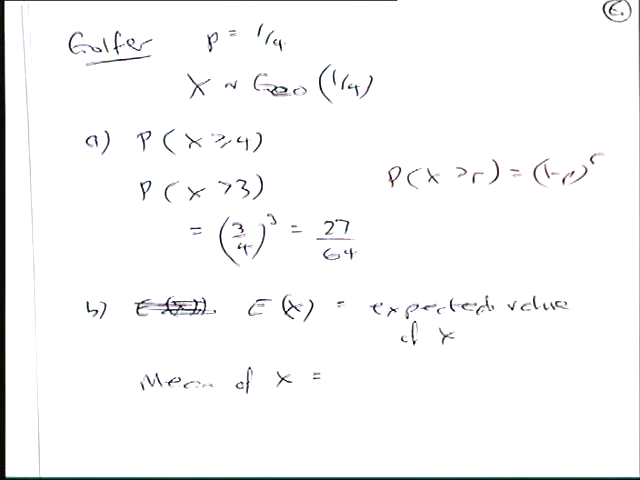 6.
Golfer p = 1/4
X ~ Geo (1/4)
a) P(X ≥ 4)
P(X > 3)
P(X > r) = (1-p)^r
= (3/4)^3 = 27/64
b) E(X) = expected value
of X
Mean of X =